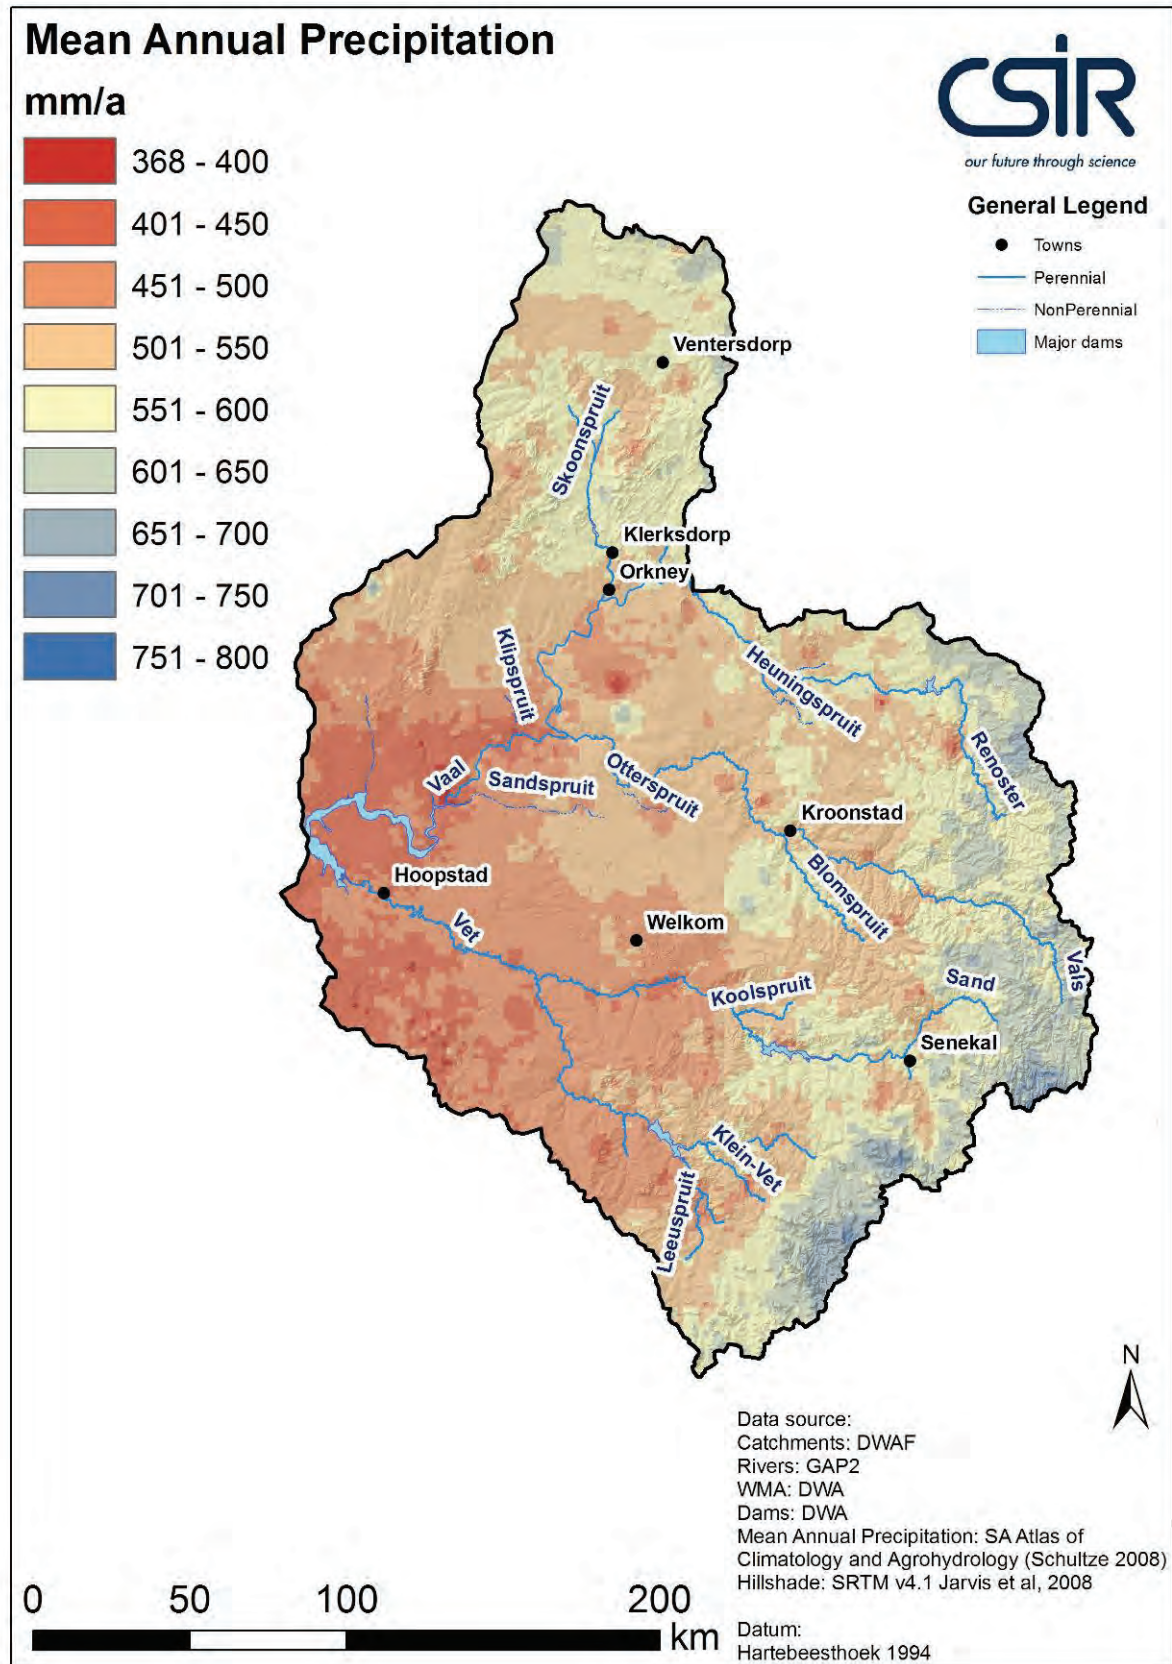 Mean Annual Precipitation
mm/a
368 - 400
401 - 450
451 - 500
501 - 550
551 - 600
601 - 650
651 - 700
701 - 750
751 - 800
CSIR
our future through science
General Legend
Towns
Perennial
NonPerennial
Major dams
Ventersdorp
Skoonspruit
Klerksdorp
Orkney
Klipspruit
Heuningspruit
Renoster
Vaal
Sandspruit
Otterspruit
Kroonstad
Blomspruit
Hoopstad
Vet
Welkom
Koolspruit
Sand
Vals
Senekal
Klein-Vet
Leeuspruit
N
Data source:
Catchments: DWAF
Rivers: GAP2
WMA: DWA
Dams: DWA
Mean Annual Precipitation: SA Atlas of
Climatology and Agrohydrology (Schultze 2008)
Hillshade: SRTM v4.1 Jarvis et al, 2008
Datum:
Hartebeesthoek 1994
0 50 100 200
km